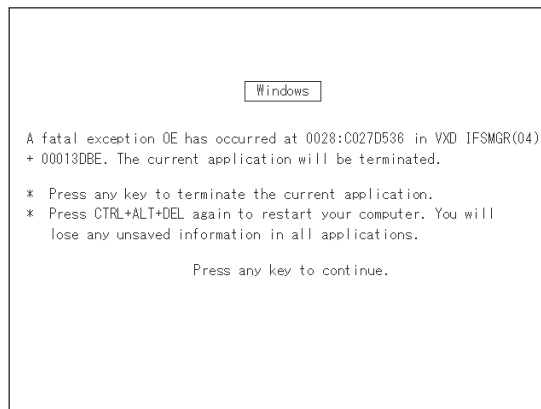 Windows
A fatal exception 0E has occurred at 0028:C027D536 in VXD IFSMGR(04)
+ 00013DBE. The current application will be terminated.
* Press any key to terminate the current application.
* Press CTRL+ALT+DEL again to restart your computer. You will
lose any unsaved information in all applications.
Press any key to continue.